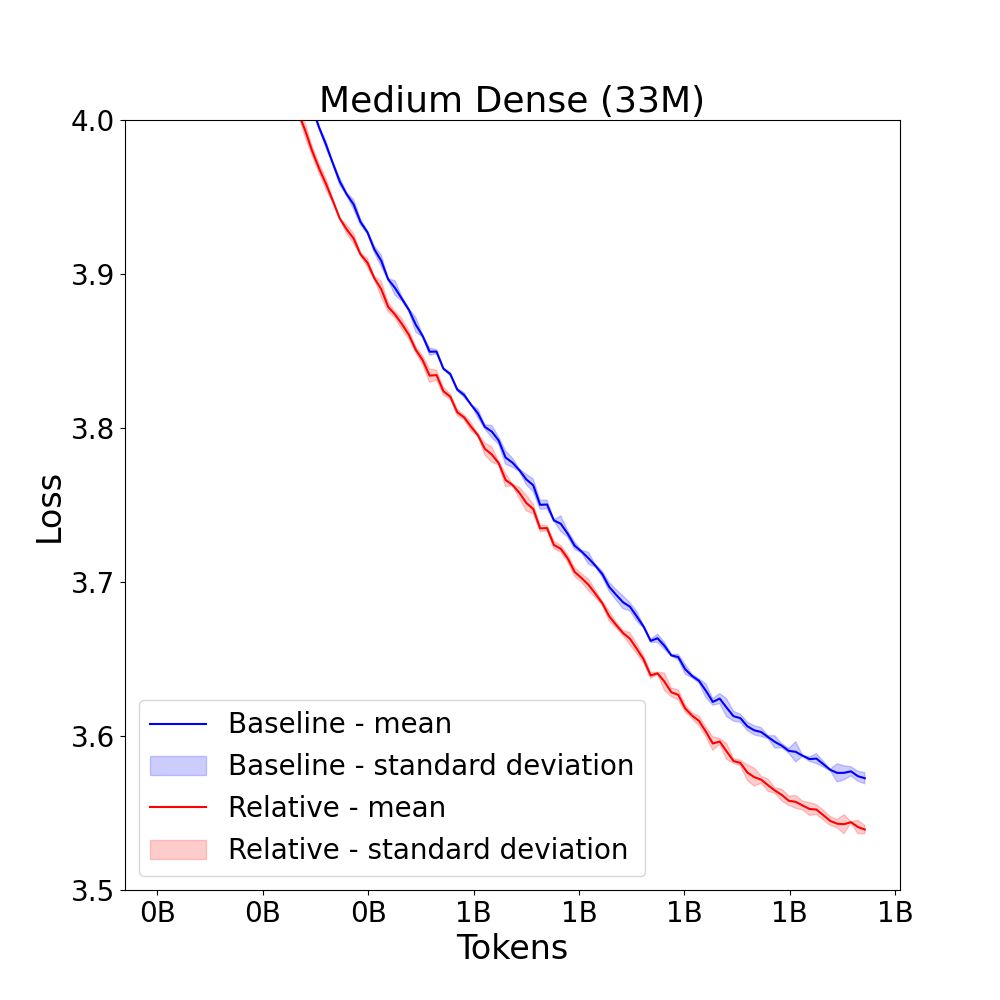 Medium Dense (33M)
4.0
3.9
3.8
3.7
3.6
3.5
Loss
Baseline - mean
Baseline - standard deviation
Relative - mean
Relative - standard deviation
0B 0B 0B 1B 1B 1B 1B 1B
Tokens